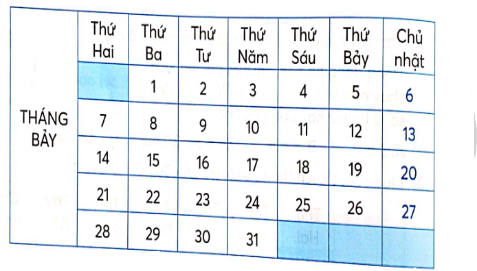 Thứ Hai Thứ Ba Thứ Tư Thứ Năm Thứ Sáu Thứ Bảy Chủ nhật
THÁNG BẢY
1 2 3 4 5 6
7 8 9 10 11 12 13
14 15 16 17 18 19 20
21 22 23 24 25 26 27
28 29 30 31